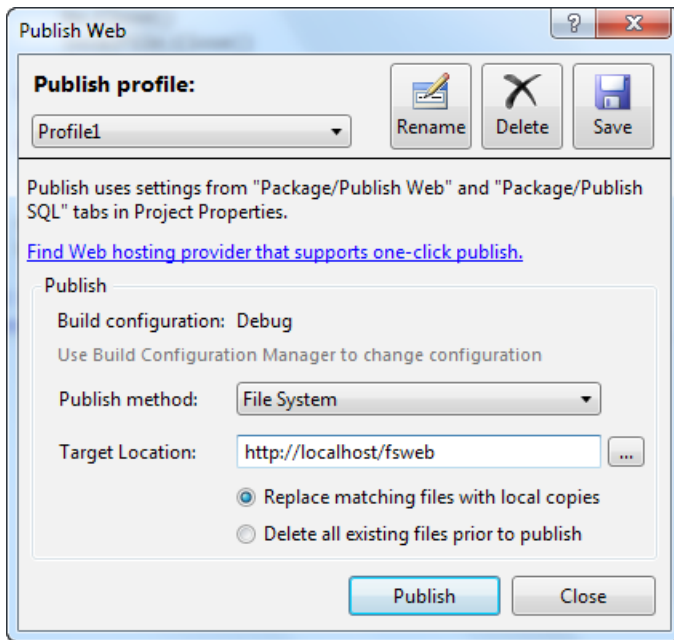 Publish Web
Publish profile:
Profile1
Rename
Delete
Save
Publish uses settings from "Package/Publish Web" and "Package/Publish
SQL" tabs in Project Properties.
Find Web hosting provider that supports one-click publish.
Publish
Build configuration: Debug
Use Build Configuration Manager to change configuration
Publish method: File System
Target Location: http://localhost/fsweb ...
Replace matching files with local copies
Delete all existing files prior to publish
Publish
Close